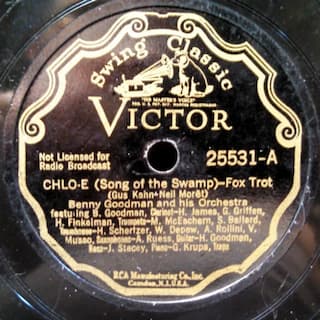 Swing Classic
"HIS MASTER'S VOICE"
VICTOR
Not Licensed for
Radio Broadcast
25531-A
CHLO-E (Song of the Swamp)—Fox Trot
(Gus Kahn-Neil Morét)
Benny Goodman and his Orchestra
featuring B. Goodman, Clarinet-H. James, G. Griffen,
H. Finkelman, Trumpets-M. McEachern, S. Ballard,
Trombones-H. Schertzer, W. Depew, A. Rollini, V.
Musso, Saxophones-A. Ruess, Guitar-H. Goodman,
Bass-J. Stacey, Piano-G. Krupa, Traps
RCA Manufacturing Co., Inc.
Camden, N.J., U.S.A.